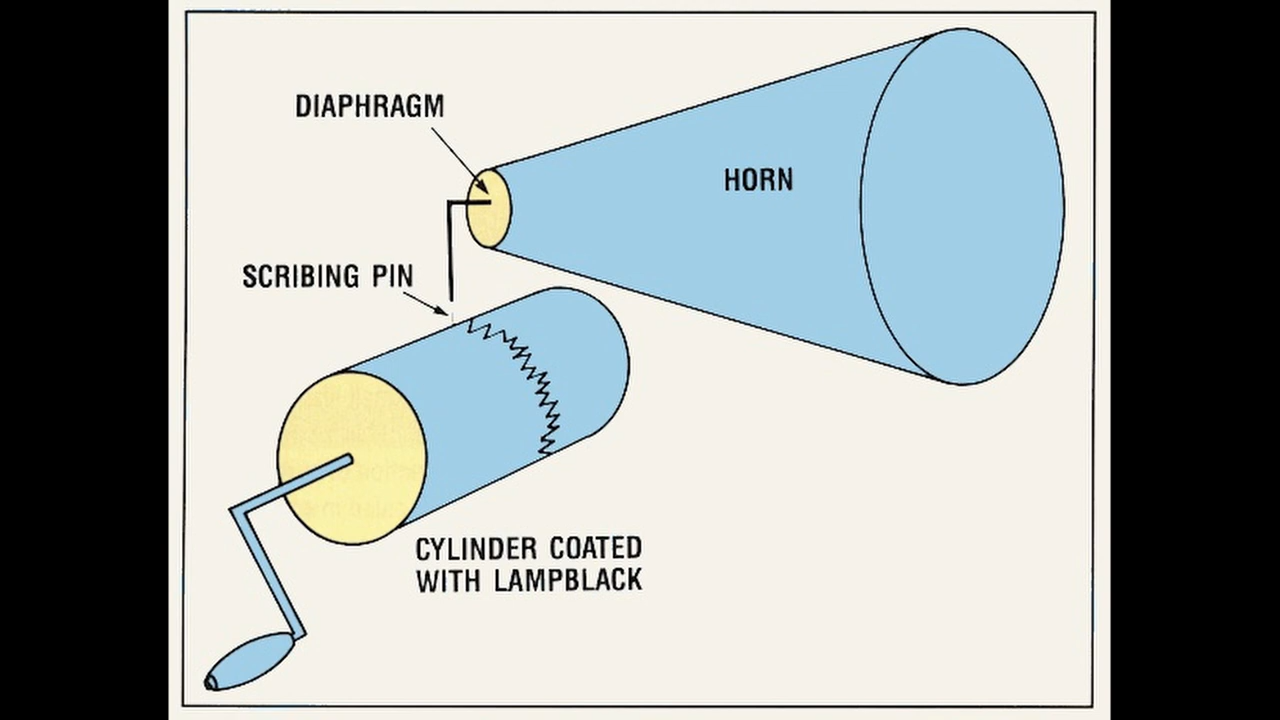 DIAPHRAGM
HORN
SCRIBING PIN
CYLINDER COATED
WITH LAMPBLACK